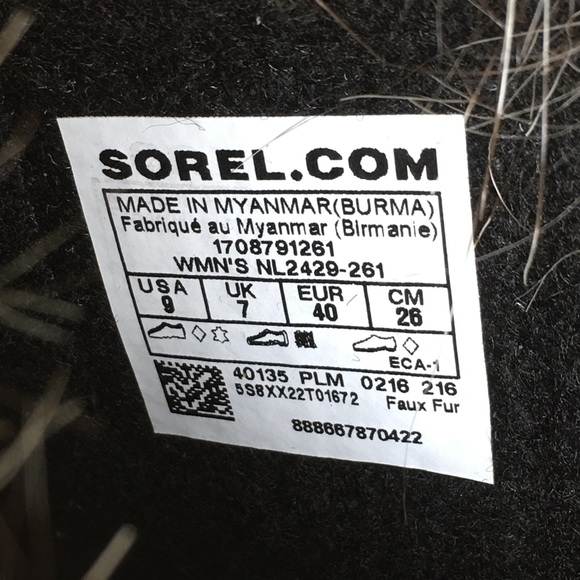 SOREL.COM
MADE IN MYANMAR(BURMA)
Fabriqué au Myanmar (Birmanie)
1708791261
WMN'S NL2429-261
USA UK EUR CM
9 7 40 26
ECA-1
40135 PLM 0216 216
5S8XX22T01672 Faux Fur
888667870422